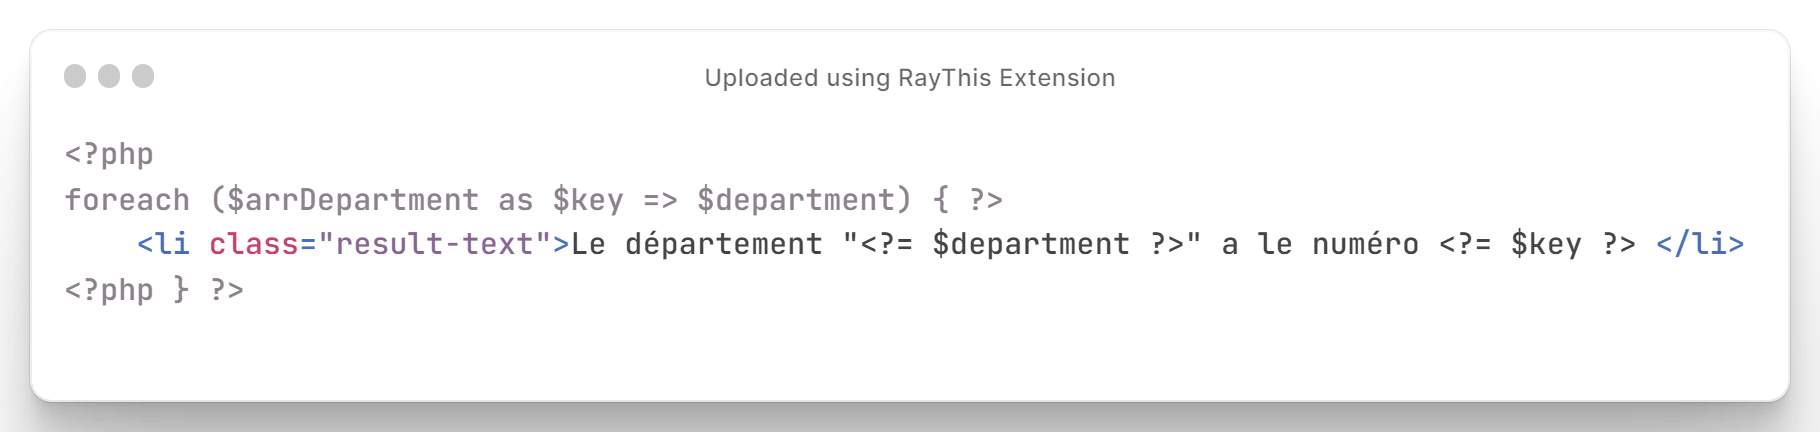 Uploaded using RayThis Extension
<?php
foreach ($arrDepartment as $key => $department) { ?>
    <li class="result-text">Le département "<?= $department ?>" a le numéro <?= $key ?> </li>
<?php } ?>